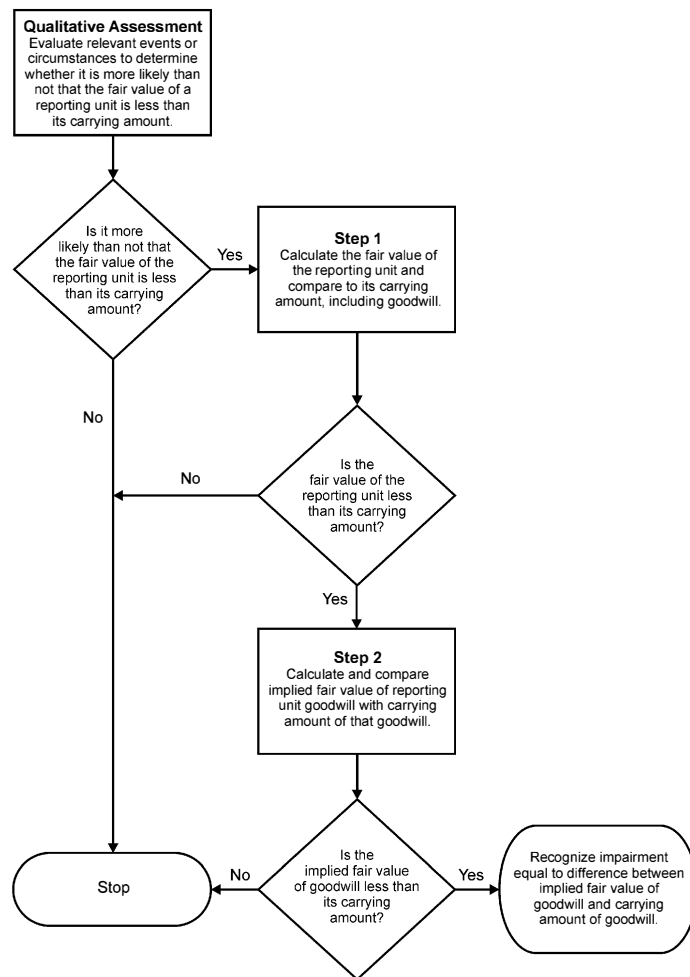 Qualitative Assessment
Evaluate relevant events or
circumstances to determine
whether it is more likely than
not that the fair value of a
reporting unit is less than
its carrying amount.
Is it more
likely than not that
the fair value of the
reporting unit is less
than its carrying
amount?
Yes
Step 1
Calculate the fair value of
the reporting unit and
compare to its carrying
amount, including goodwill.
No
No
Is the
fair value of the
reporting unit less
than its carrying
amount?
Yes
Step 2
Calculate and compare
implied fair value of reporting
unit goodwill with carrying
amount of that goodwill.
Stop
No
Is the
implied fair value
of goodwill less than
its carrying
amount?
Yes
Recognize impairment
equal to difference between
implied fair value of
goodwill and carrying
amount of goodwill.